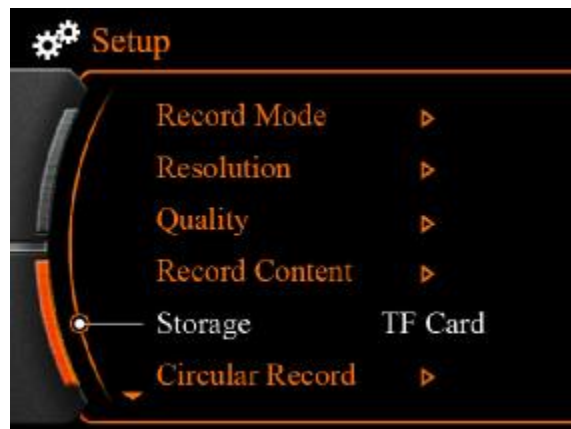 Setup
Record Mode
Resolution
Quality
Record Content
Storage TF Card
Circular Record